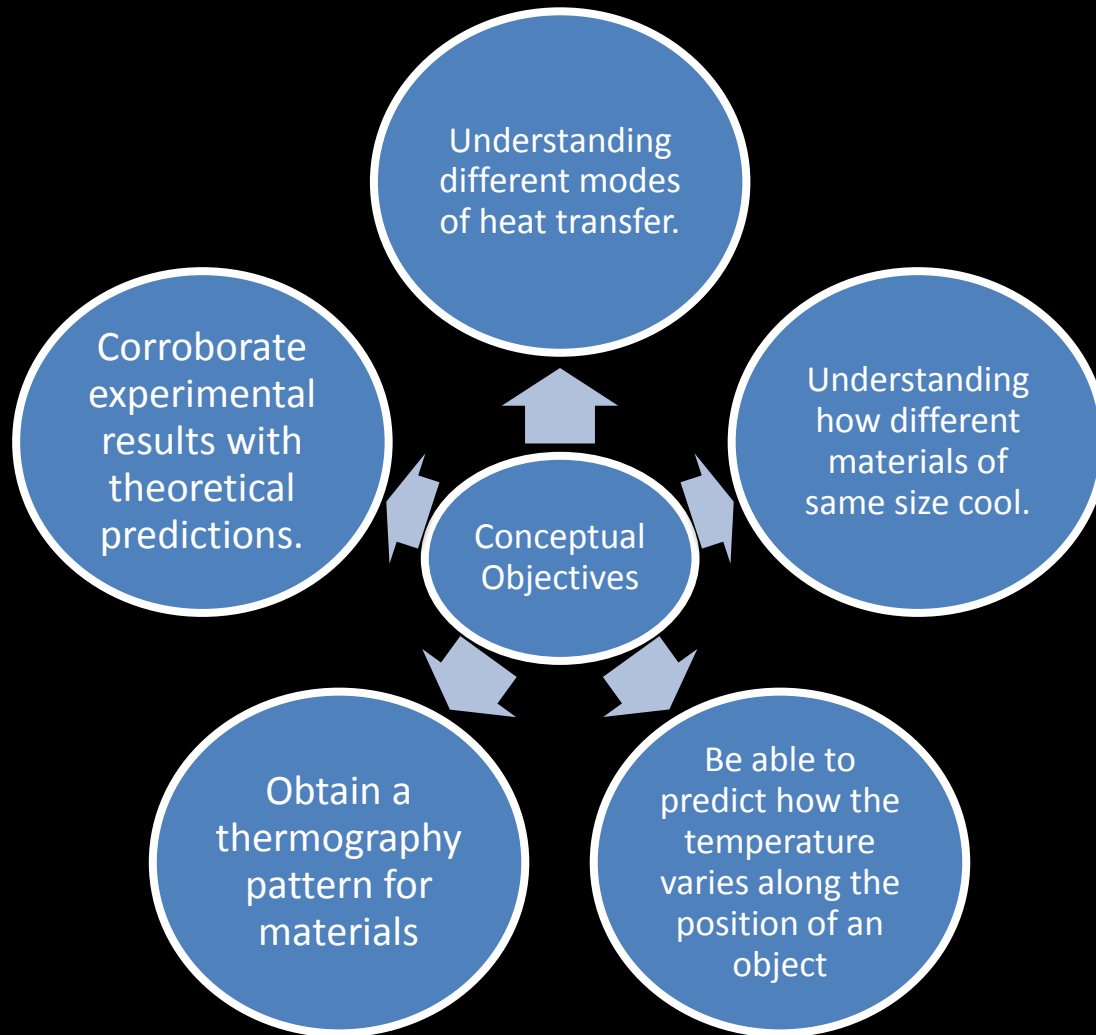 Understanding
different modes
of heat transfer.
Corroborate
experimental
results with
theoretical
predictions.
Understanding
how different
materials of
same size cool.
Conceptual
Objectives
Obtain a
thermography
pattern for
materials
Be able to
predict how the
temperature
varies along the
position of an
object